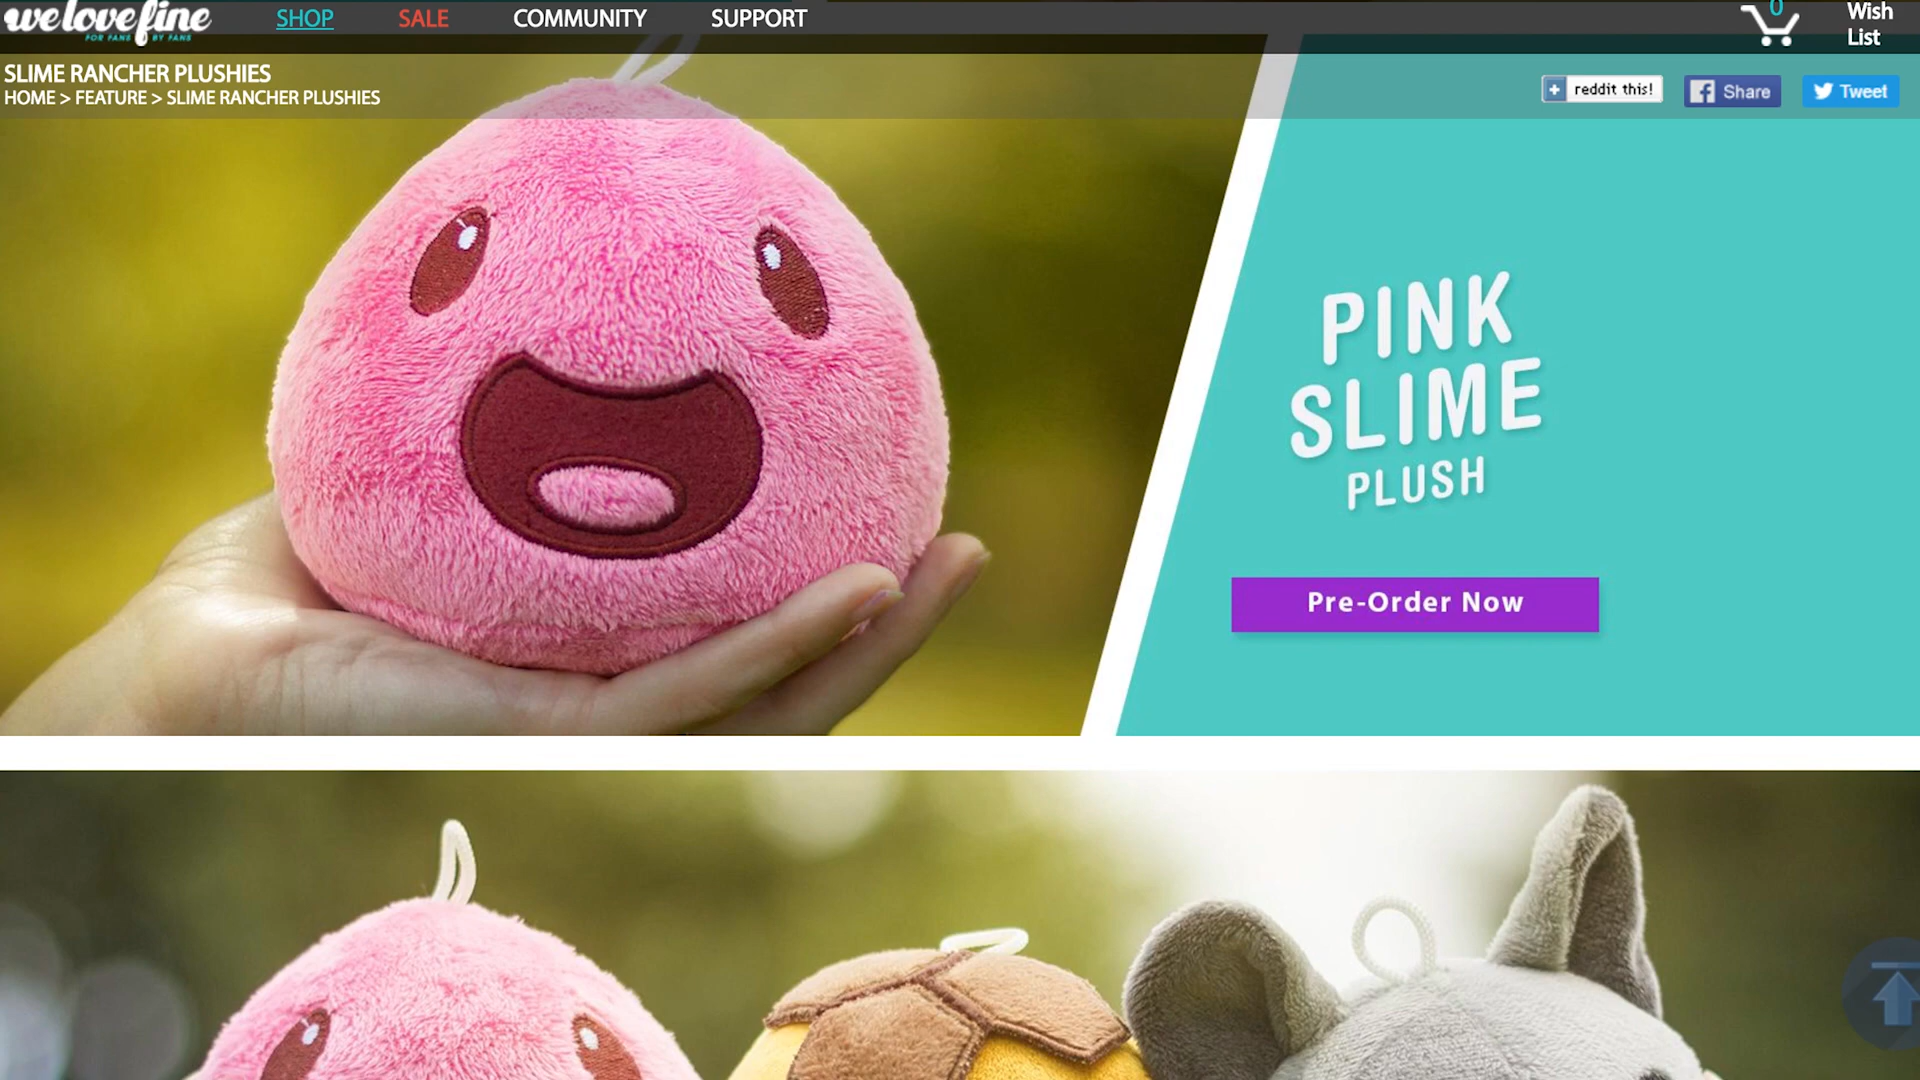 welovefine
FOR FANS BY FANS
SHOP
SALE
COMMUNITY
SUPPORT
0
Wish
List
SLIME RANCHER PLUSHIES
HOME > FEATURE > SLIME RANCHER PLUSHIES
reddit this!
Share
Tweet
PINK
SLIME
PLUSH
Pre-Order Now